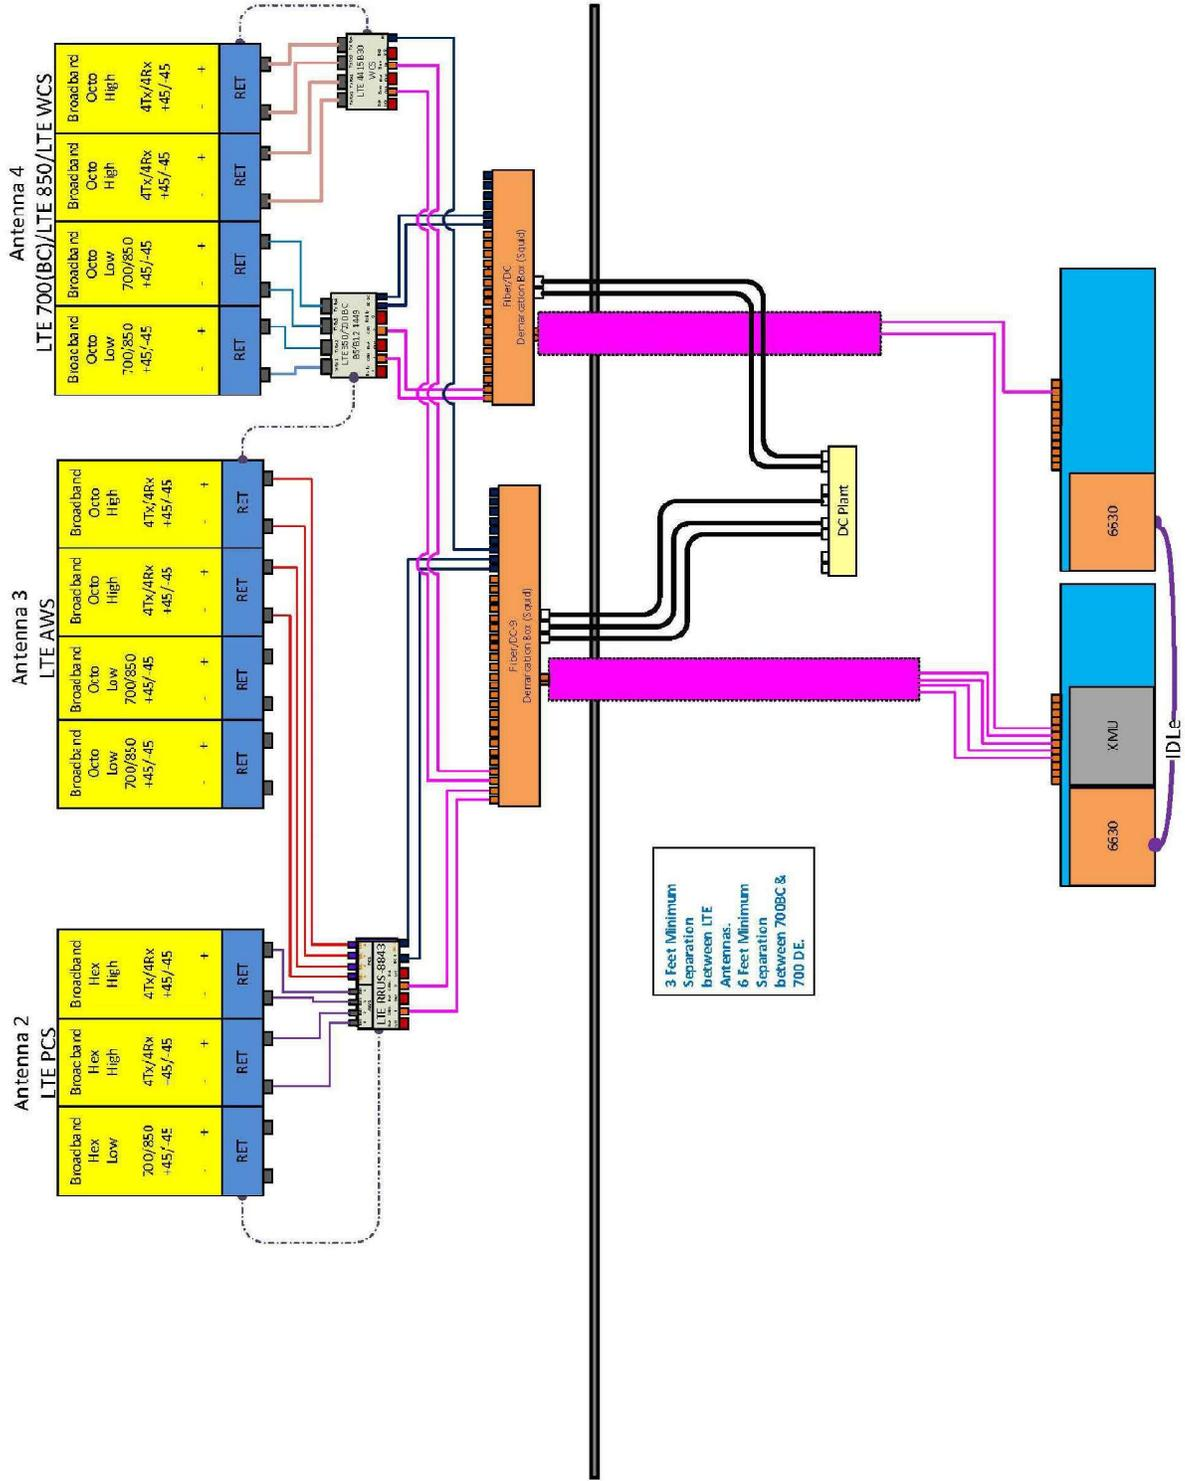 Antenna 2
LTE PCS
Broadband
Hex
Low
700/850
+45/-45
- +
RET
Broadband
Hex
High
4Tx/4Rx
+45/-45
- +
RET
Broadband
Hex
High
4Tx/4Rx
+45/-45
- +
RET
Antenna 3
LTE AWS
Broadband
Octo
Low
700/850
+45/-45
- +
RET
Broadband
Octo
Low
700/850
+45/-45
- +
RET
Broadband
Octo
High
4Tx/4Rx
+45/-45
- +
RET
Broadband
Octo
High
4Tx/4Rx
+45/-45
- +
RET
Antenna 4
LTE 700(BC)/LTE 850/LTE WCS
Broadband
Octo
Low
700/850
+45/-45
- +
RET
Broadband
Octo
Low
700/850
+45/-45
- +
RET
Broadband
Octo
High
4Tx/4Rx
+45/-45
- +
RET
Broadband
Octo
High
4Tx/4Rx
+45/-45
- +
RET
LTE RRUS-8843
LTE 850/700BC
B5/B12 4449
LTE 4415 B30
WCS
Fiber/DC-9
Demarcation Box (Squid)
Fiber/DC
Demarcation Box (Squid)
3 Feet Minimum
Separation
between LTE
Antennas.
6 Feet Minimum
Separation
between 700BC &
700 DE.
DC Plant
6630
XMU
6630
IDLe